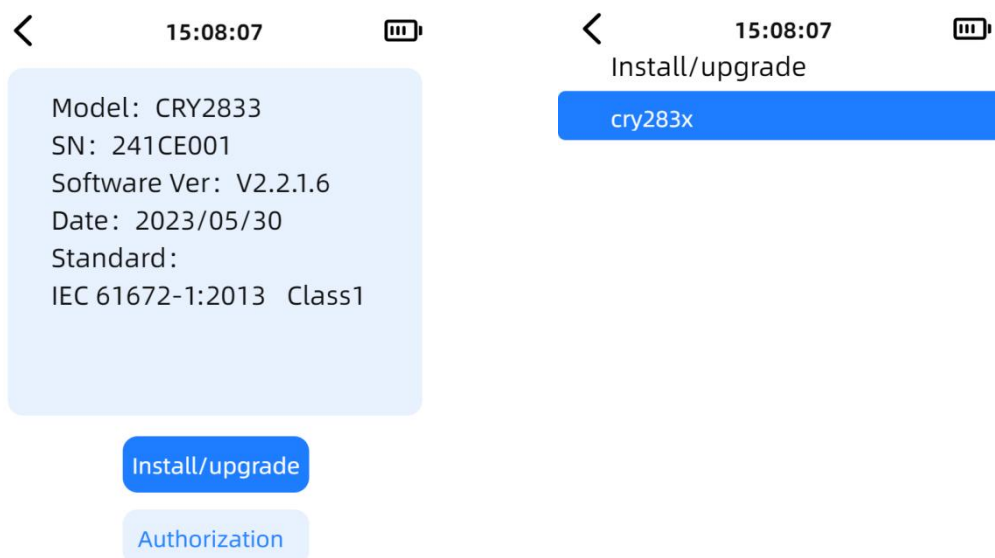 15:08:07
Model: CRY2833
SN: 241CE001
Software Ver: V2.2.1.6
Date: 2023/05/30
Standard:
IEC 61672-1:2013 Class1
Install/upgrade
Authorization
15:08:07
Install/upgrade
cry283x